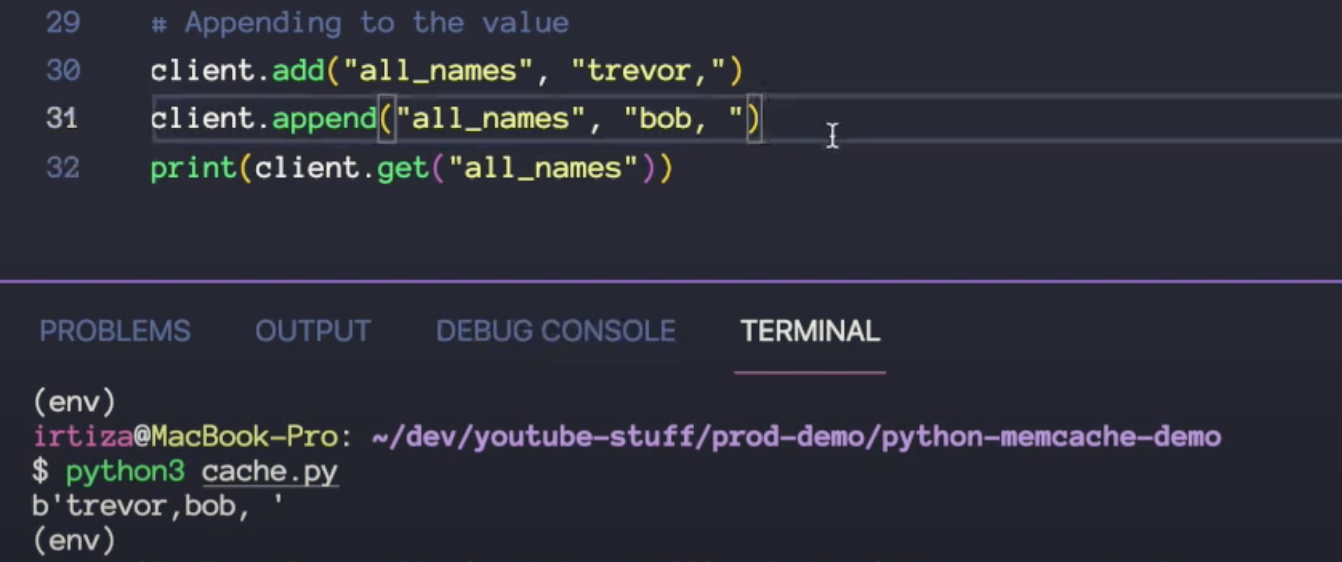 29 # Appending to the value
30 client.add("all_names", "trevor,")
31 client.append("all_names", "bob, ")
32 print(client.get("all_names"))
PROBLEMS OUTPUT DEBUG CONSOLE TERMINAL
(env)
irtiza@MacBook-Pro: ~/dev/youtube-stuff/prod-demo/python-memcache-demo
$ python3 cache.py
b'trevor,bob, '
(env)